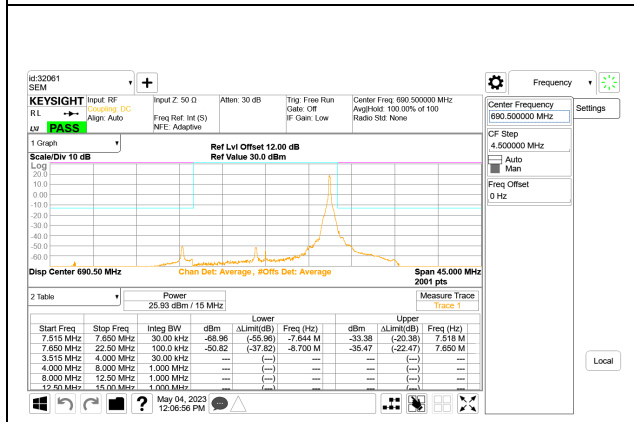 id:32061
SEM
+
Frequency
KEYSIGHT
Input: RF
Coupling: DC
Align: Auto
Input Z: 50 Ω
Freq Ref: Int (S)
NFE: Adaptive
Atten: 30 dB
Trig: Free Run
Gate: Off
IF Gain: Low
Center Freq: 690.500000 MHz
Avg|Hold: 100.00% of 100
Radio Std: None
R L
PASS
Center Frequency
690.500000 MHz
Settings
CF Step
4.500000 MHz
Auto
Man
Freq Offset
0 Hz
1 Graph
Ref Lvl Offset 12.00 dB
Scale/Div 10 dB
Ref Value 30.0 dBm
Log
20.0
10.0
0.00
-10.0
-20.0
-30.0
-40.0
-50.0
-60.0
Disp Center 690.50 MHz
Chan Det: Average, #Offs Det: Average
Span 45.000 MHz
2001 pts
2 Table
Power
25.93 dBm / 15 MHz
Measure Trace
Trace 1
Lower Upper
Start Freq Stop Freq Integ BW dBm ΔLimit(dB) Freq (Hz) dBm ΔLimit(dB) Freq (Hz)
7.515 MHz 7.650 MHz 30.00 kHz -68.96 (-55.96) -7.644 M -33.38 (-20.38) 7.518 M
7.650 MHz 22.50 MHz 100.0 kHz -50.82 (-37.82) -8.700 M -35.47 (-22.47) 7.650 M
3.515 MHz 4.000 MHz 30.00 kHz --- (---) --- --- (---) ---
4.000 MHz 8.000 MHz 1.000 MHz --- (---) --- --- (---) ---
8.000 MHz 12.50 MHz 1.000 MHz --- (---) --- --- (---) ---
12.50 MHz 15.00 MHz 1.000 MHz --- (---) --- --- (---) ---
Local
?
May 04, 2023
12:06:56 PM